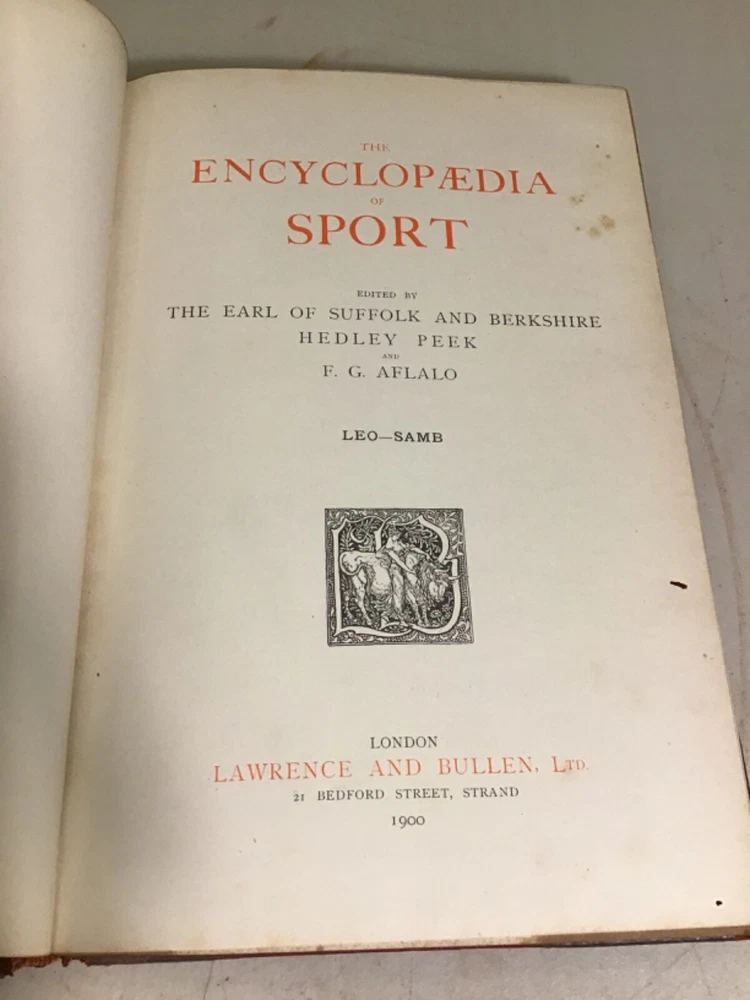 THE
ENCYCLOPÆDIA
OF
SPORT
EDITED BY
THE EARL OF SUFFOLK AND BERKSHIRE
HEDLEY PEEK
AND
F. G. AFLALO
LEO—SAMB
LONDON
LAWRENCE AND BULLEN, LTD.
21 BEDFORD STREET, STRAND
1900